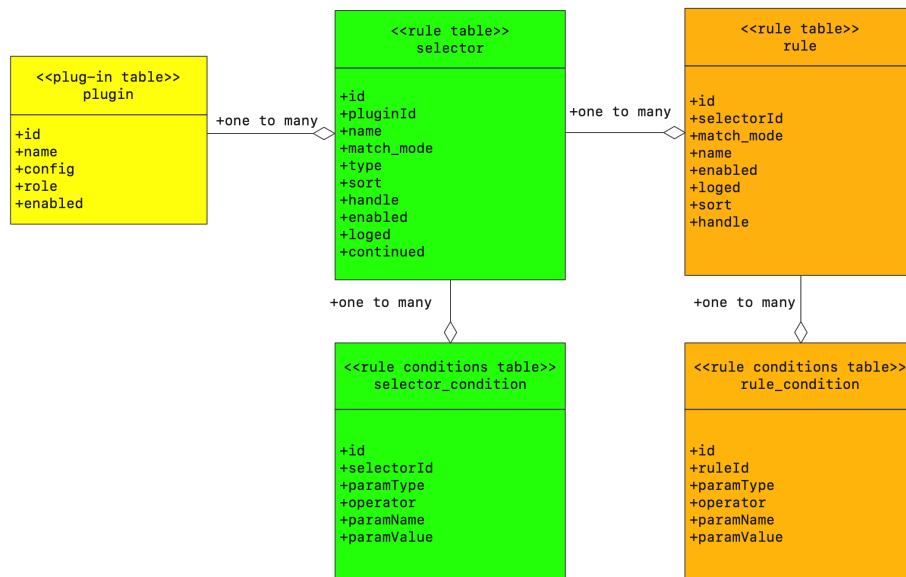 <<plug-in table>>
plugin
+id
+name
+config
+role
+enabled
+one to many
<<rule table>>
selector
+id
+pluginId
+name
+match_mode
+type
+sort
+handle
+enabled
+loged
+continued
+one to many
<<rule table>>
rule
+id
+selectorId
+match_mode
+name
+enabled
+loged
+sort
+handle
+one to many
<<rule conditions table>>
selector_condition
+id
+selectorId
+paramType
+operator
+paramName
+paramValue
+one to many
<<rule conditions table>>
rule_condition
+id
+ruleId
+paramType
+operator
+paramName
+paramValue